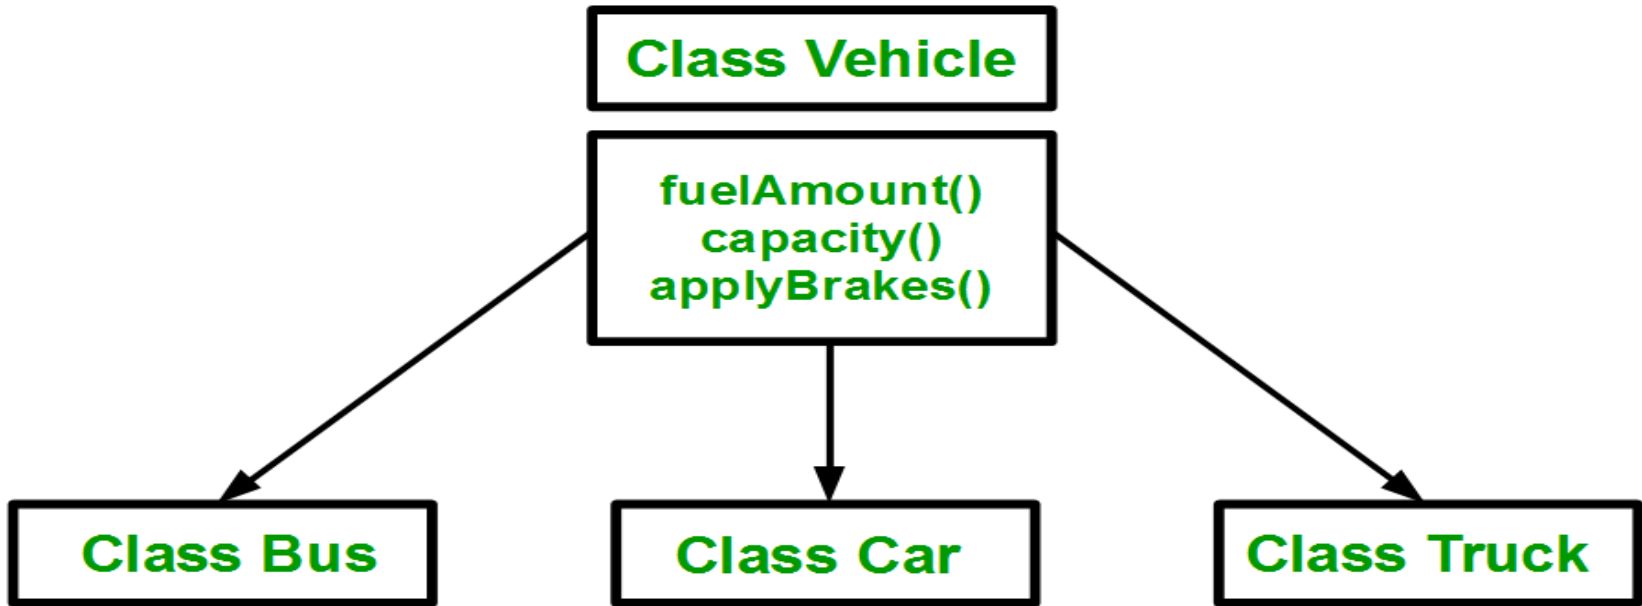 Class Vehicle
fuelAmount()
capacity()
applyBrakes()
Class Bus
Class Car
Class Truck